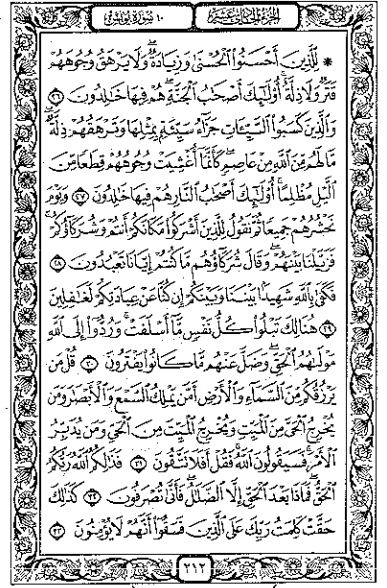 الجزء الحادي عشر
١٠ سورة يونس
* لِّلَّذِينَ أَحْسَنُوا۟ ٱلْحُسْنَىٰ وَزِيَادَةٌ ۖ وَلَا يَرْهَقُ وُجُوهَهُمْ
قَتَرٌ وَلَا ذِلَّةٌ ۚ أُو۟لَٰٓئِكَ أَصْحَٰبُ ٱلْجَنَّةِ ۖ هُمْ فِيهَا خَٰلِدُونَ ٢٦
وَٱلَّذِينَ كَسَبُوا۟ ٱلسَّيِّـَٔاتِ جَزَآءُ سَيِّئَةٍۭ بِمِثْلِهَا وَتَرْهَقُهُمْ ذِلَّةٌ ۖ
مَّا لَهُم مِّنَ ٱللَّهِ مِنْ عَاصِمٍ ۖ كَأَنَّمَآ أُغْشِيَتْ وُجُوهُهُمْ قِطَعًا مِّنَ
ٱلَّيْلِ مُظْلِمًا ۚ أُو۟لَٰٓئِكَ أَصْحَٰبُ ٱلنَّارِ ۖ هُمْ فِيهَا خَٰلِدُونَ ٢٧ وَيَوْمَ
نَحْشُرُهُمْ جَمِيعًا ثُمَّ نَقُولُ لِلَّذِينَ أَشْرَكُوا۟ مَكَانَكُمْ أَنتُمْ وَشُرَكَآؤُكُمْ ۚ
فَزَيَّلْنَا بَيْنَهُمْ ۖ وَقَالَ شُرَكَآؤُهُم مَّا كُنتُمْ إِيَّانَا تَعْبُدُونَ ٢٨
فَكَفَىٰ بِٱللَّهِ شَهِيدًۢا بَيْنَنَا وَبَيْنَكُمْ إِن كُنَّا عَنْ عِبَادَتِكُمْ لَغَٰفِلِينَ
٢٩ هُنَالِكَ تَبْلُوا۟ كُلُّ نَفْسٍ مَّآ أَسْلَفَتْ ۚ وَرُدُّوٓا۟ إِلَى ٱللَّهِ
مَوْلَىٰهُمُ ٱلْحَقِّ ۖ وَضَلَّ عَنْهُم مَّا كَانُوا۟ يَفْتَرُونَ ٣٠ قُلْ مَن
يَرْزُقُكُم مِّنَ ٱلسَّمَآءِ وَٱلْأَرْضِ أَمَّن يَمْلِكُ ٱلسَّمْعَ وَٱلْأَبْصَٰرَ وَمَن
يُخْرِجُ ٱلْحَىَّ مِنَ ٱلْمَيِّتِ وَيُخْرِجُ ٱلْمَيِّتَ مِنَ ٱلْحَىِّ وَمَن يُدَبِّرُ
ٱلْأَمْرَ ۚ فَسَيَقُولُونَ ٱللَّهُ ۚ فَقُلْ أَفَلَا تَتَّقُونَ ٣١ فَذَٰلِكُمُ ٱللَّهُ رَبُّكُمُ
ٱلْحَقُّ ۖ فَمَاذَا بَعْدَ ٱلْحَقِّ إِلَّا ٱلضَّلَٰلُ ۖ فَأَنَّىٰ تُصْرَفُونَ ٣٢ كَذَٰلِكَ
حَقَّتْ كَلِمَتُ رَبِّكَ عَلَى ٱلَّذِينَ فَسَقُوٓا۟ أَنَّهُمْ لَا يُؤْمِنُونَ ٣٣
٢١٢